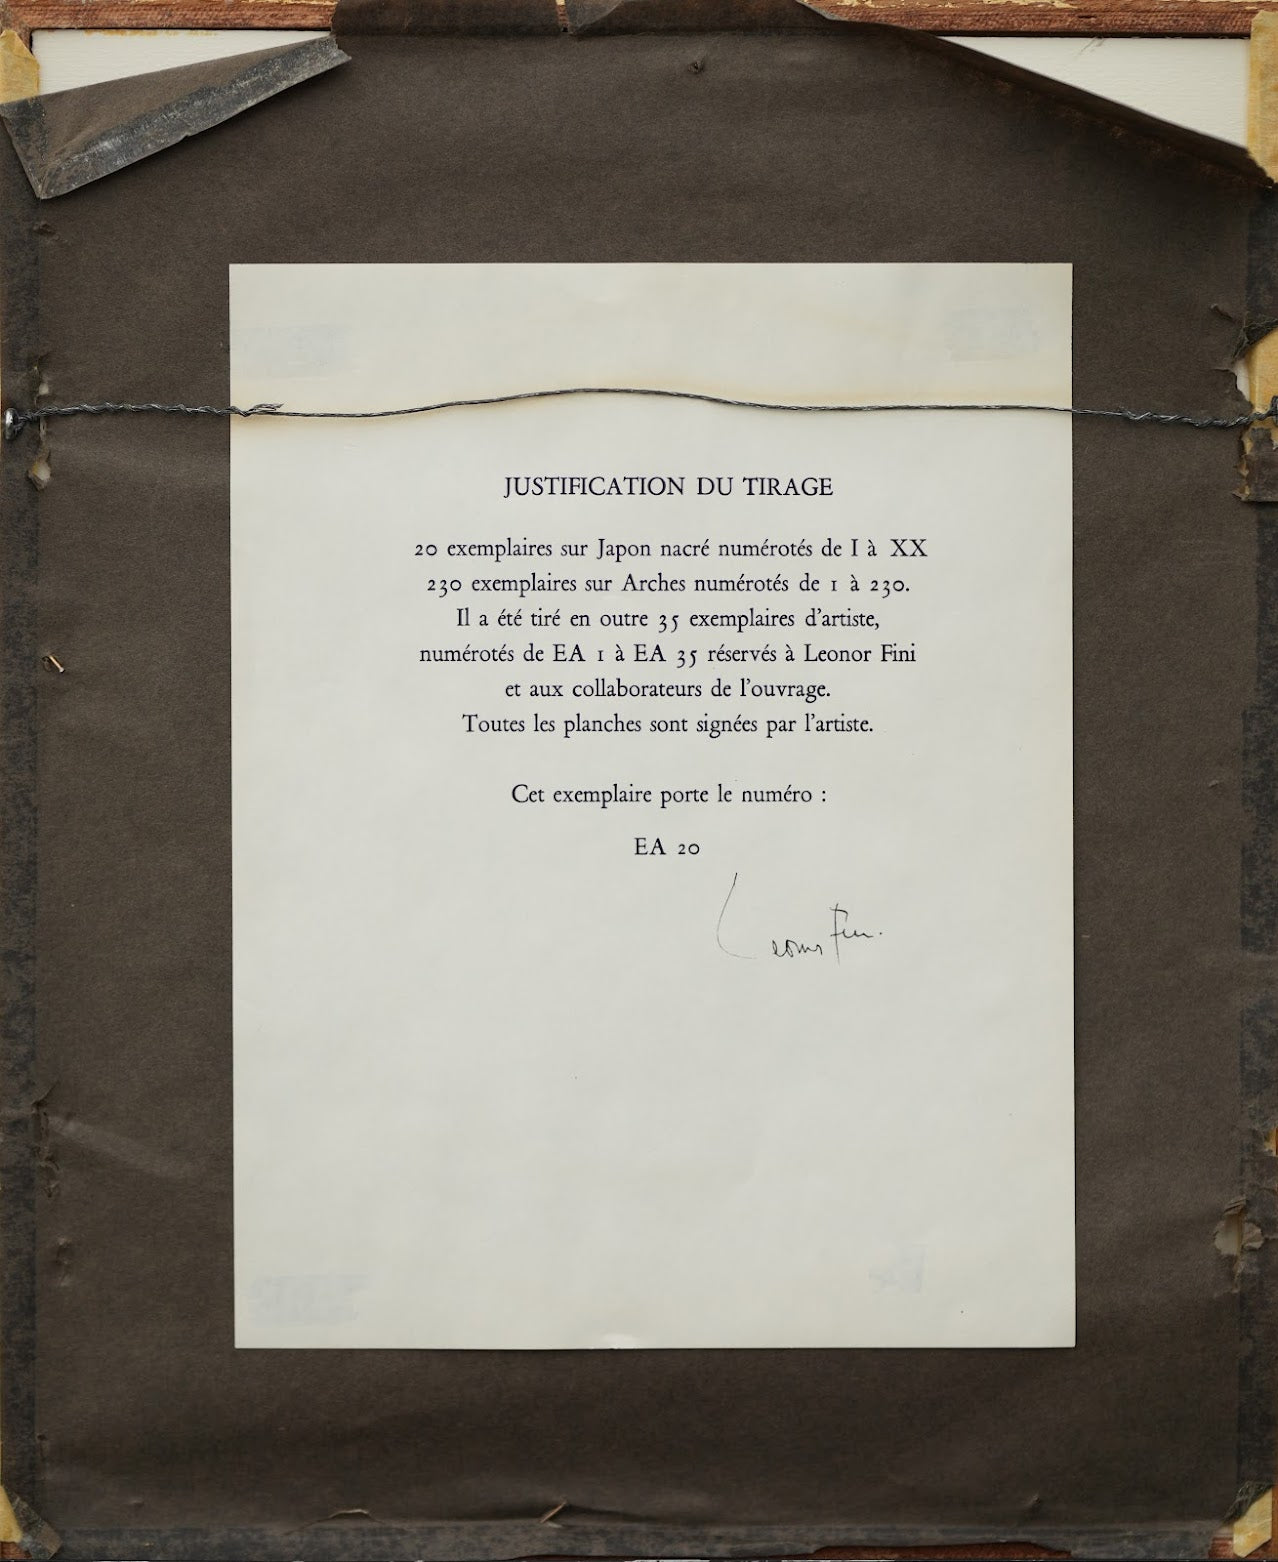 JUSTIFICATION DU TIRAGE
20 exemplaires sur Japon nacré numérotés de I à XX
230 exemplaires sur Arches numérotés de 1 à 230.
Il a été tiré en outre 35 exemplaires d'artiste,
numérotés de EA 1 à EA 35 réservés à Leonor Fini
et aux collaborateurs de l'ouvrage.
Toutes les planches sont signées par l'artiste.
Cet exemplaire porte le numéro :
EA 20
Leonor Fini.